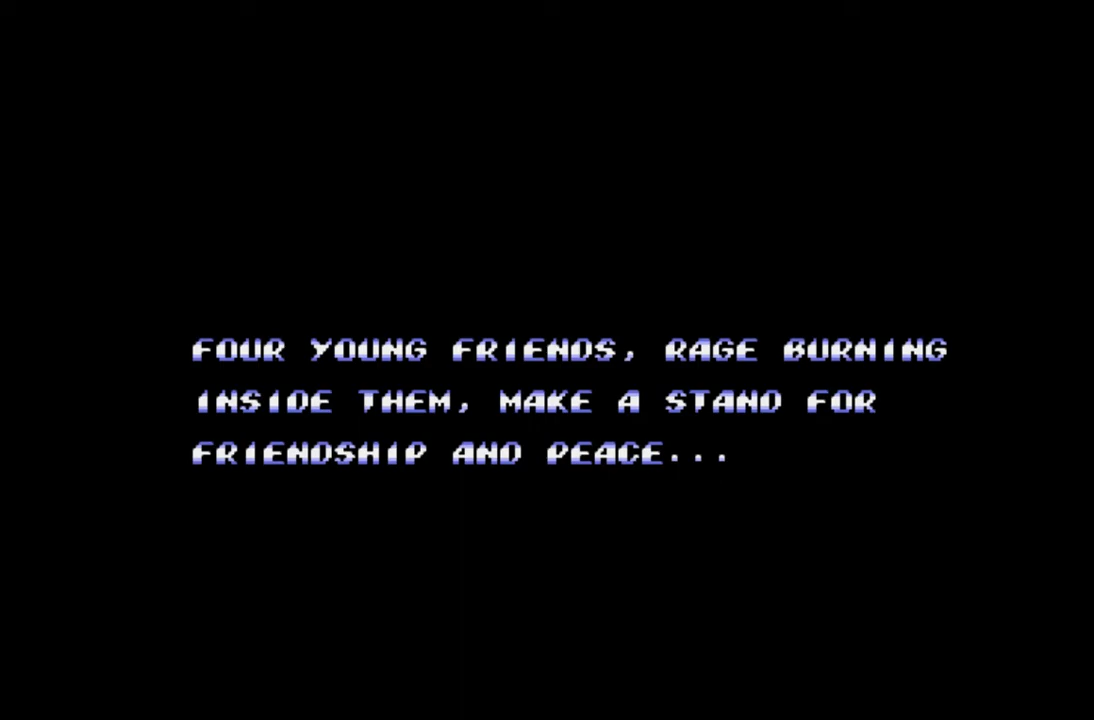 FOUR YOUNG FRIENDS, RAGE BURNING
INSIDE THEM, MAKE A STAND FOR
FRIENDSHIP AND PEACE...